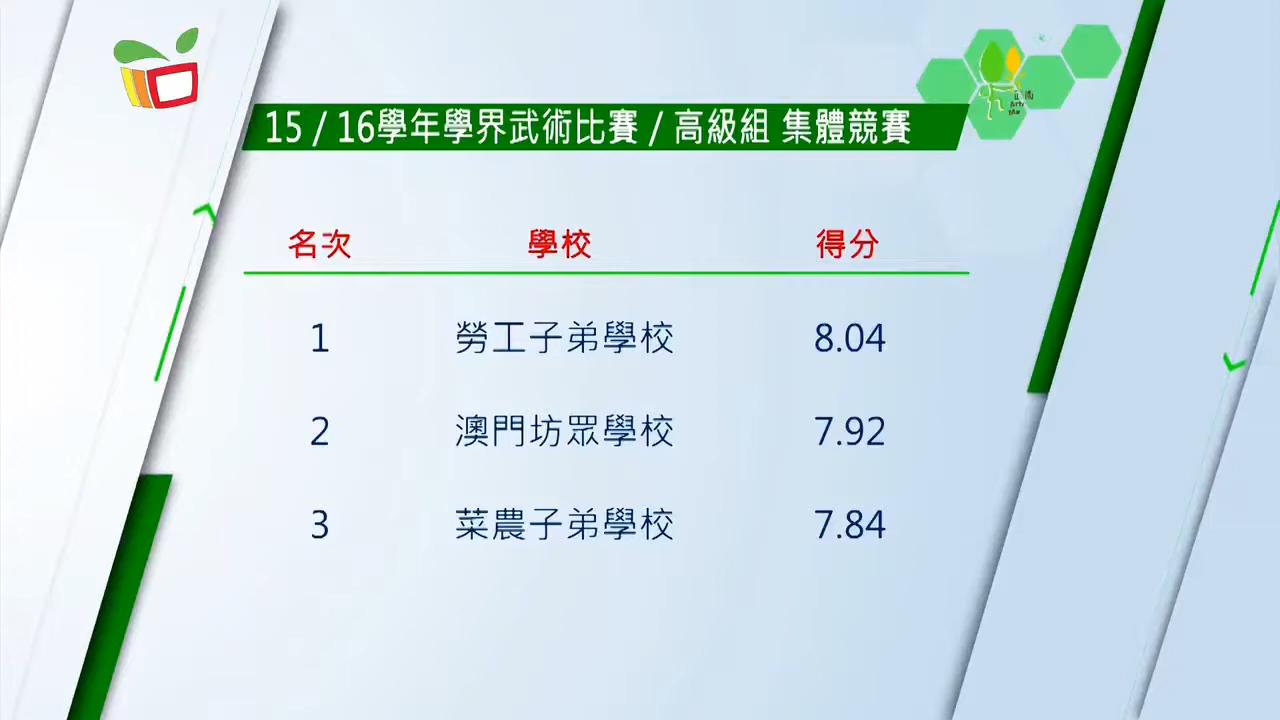 15 / 16學年學界武術比賽 / 高級組 集體競賽
名次 學校 得分
1 勞工子弟學校 8.04
2 澳門坊眾學校 7.92
3 菜農子弟學校 7.84